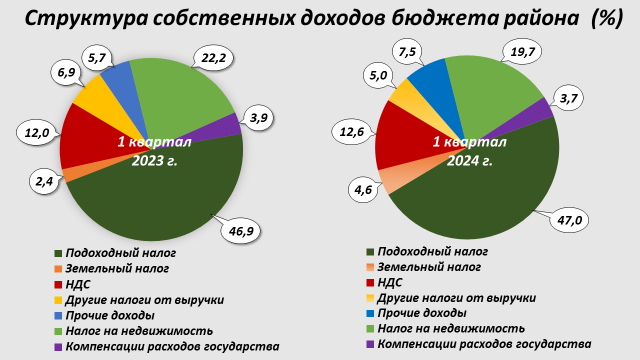 Структура собственных доходов бюджета района (%)
5,7
22,2
6,9
3,9
12,0
1 квартал
2023 г.
2,4
46,9
Подоходный налог
Земельный налог
НДС
Другие налоги от выручки
Прочие доходы
Налог на недвижимость
Компенсации расходов государства
7,5
19,7
5,0
3,7
12,6
1 квартал
2024 г.
4,6
47,0
Подоходный налог
Земельный налог
НДС
Другие налоги от выручки
Прочие доходы
Налог на недвижимость
Компенсации расходов государства